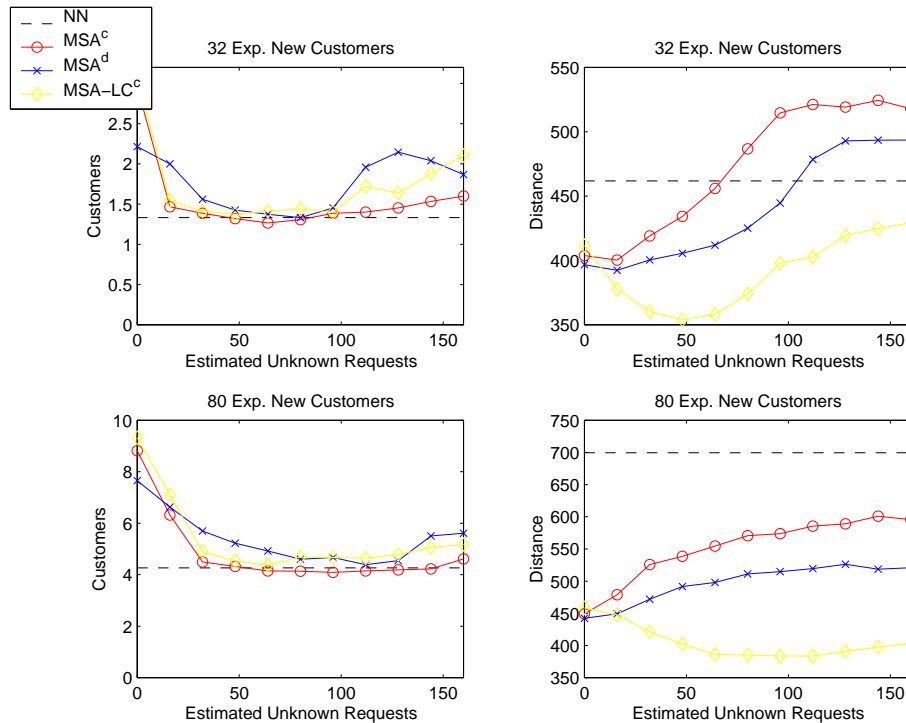 NN
MSA^c
MSA^d
MSA−LC^c
32 Exp. New Customers
2.5
2
1.5
1
0.5
0
Customers
0 50 100 150
Estimated Unknown Requests
32 Exp. New Customers
550
500
450
400
350
Distance
0 50 100 150
Estimated Unknown Requests
80 Exp. New Customers
10
8
6
4
2
0
Customers
0 50 100 150
Estimated Unknown Requests
80 Exp. New Customers
750
700
650
600
550
500
450
400
350
Distance
0 50 100 150
Estimated Unknown Requests